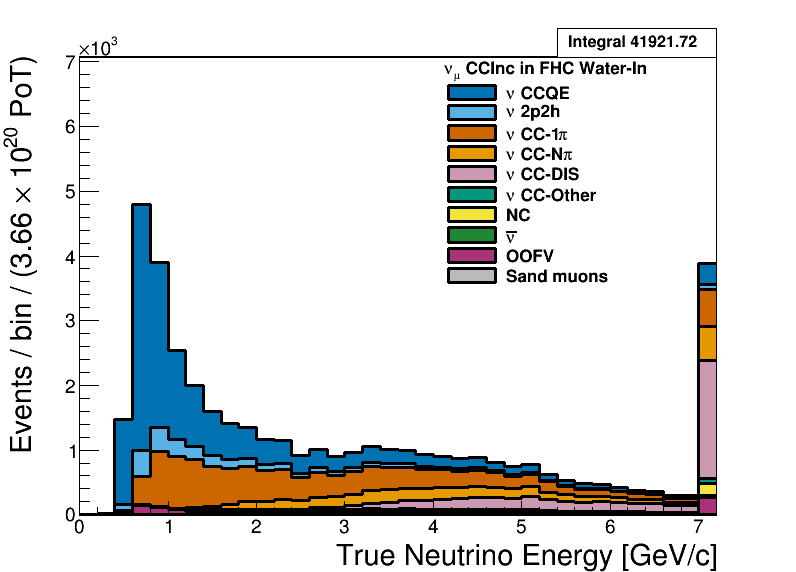 Integral 41921.72
×10³
ν_μ CCInc in FHC Water-In
ν CCQE
ν 2p2h
ν CC-1π
ν CC-Nπ
ν CC-DIS
ν CC-Other
NC
ν̅
OOFV
Sand muons
Events / bin / (3.66 × 10²⁰ PoT)
7
6
5
4
3
2
1
0
0 1 2 3 4 5 6 7
True Neutrino Energy [GeV/c]